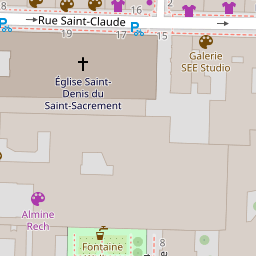 Rue Saint-Claude
16
19
17
15
P
P
Galerie
SEE Studio
Église Saint-
Denis du
Saint-Sacrement
Almine
Rech
Fontaine
8